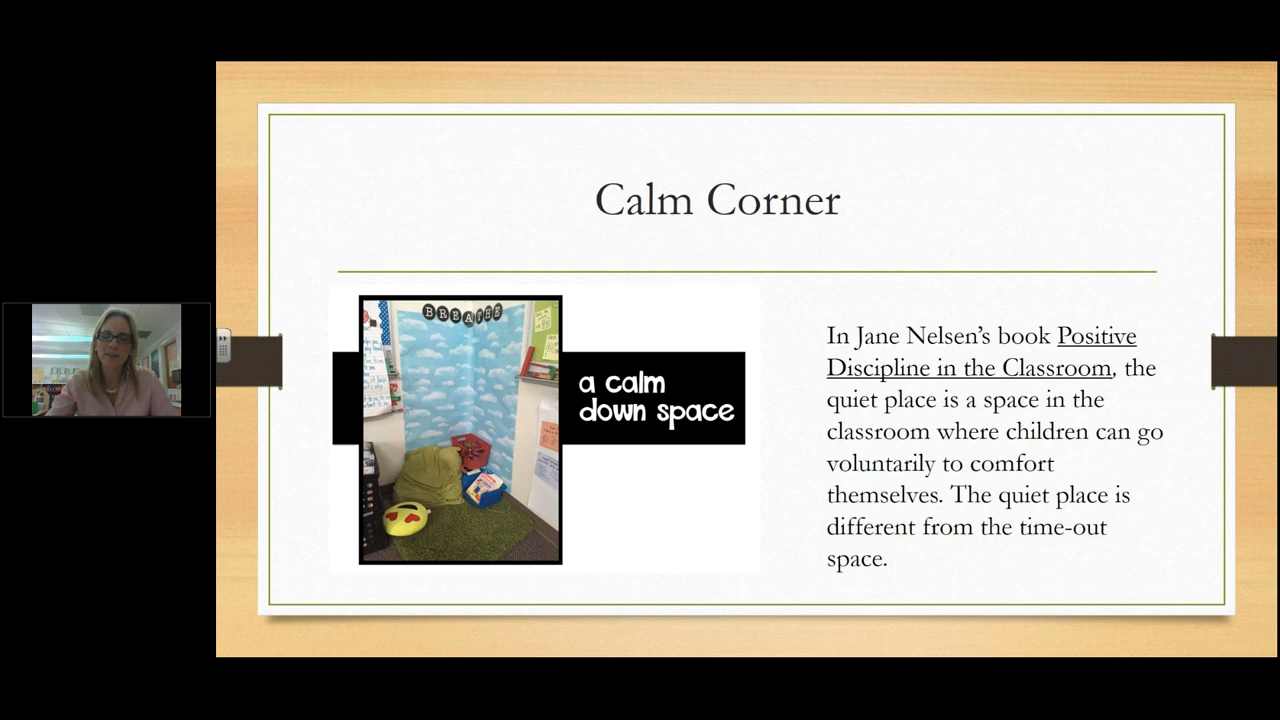 Calm Corner
BREATHE
a calm
down space
In Jane Nelsen’s book Positive
Discipline in the Classroom, the
quiet place is a space in the
classroom where children can go
voluntarily to comfort
themselves. The quiet place is
different from the time-out
space.